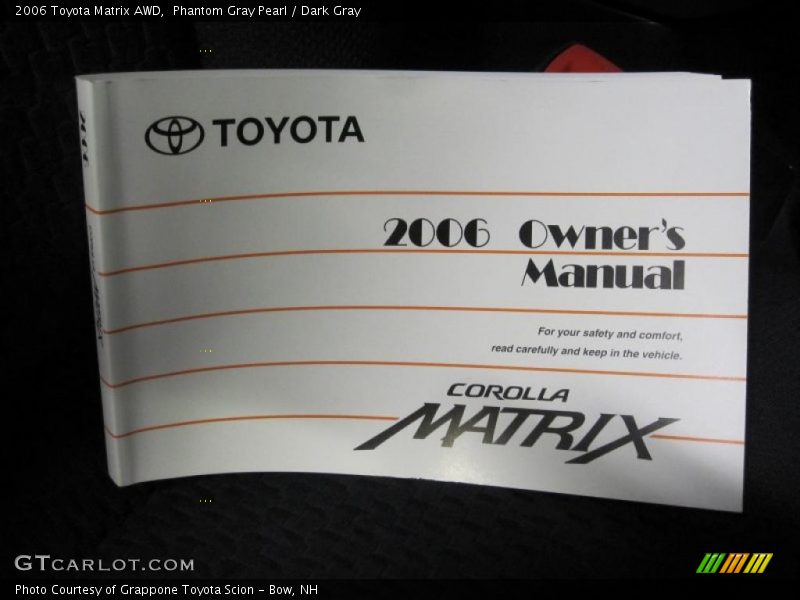 2006 Toyota Matrix AWD,  Phantom Gray Pearl / Dark Gray
TOYOTA
2006 Owner's
Manual
For your safety and comfort,
read carefully and keep in the vehicle.
COROLLA
MATRIX
GTCARLOT.COM
Photo Courtesy of Grappone Toyota Scion - Bow, NH